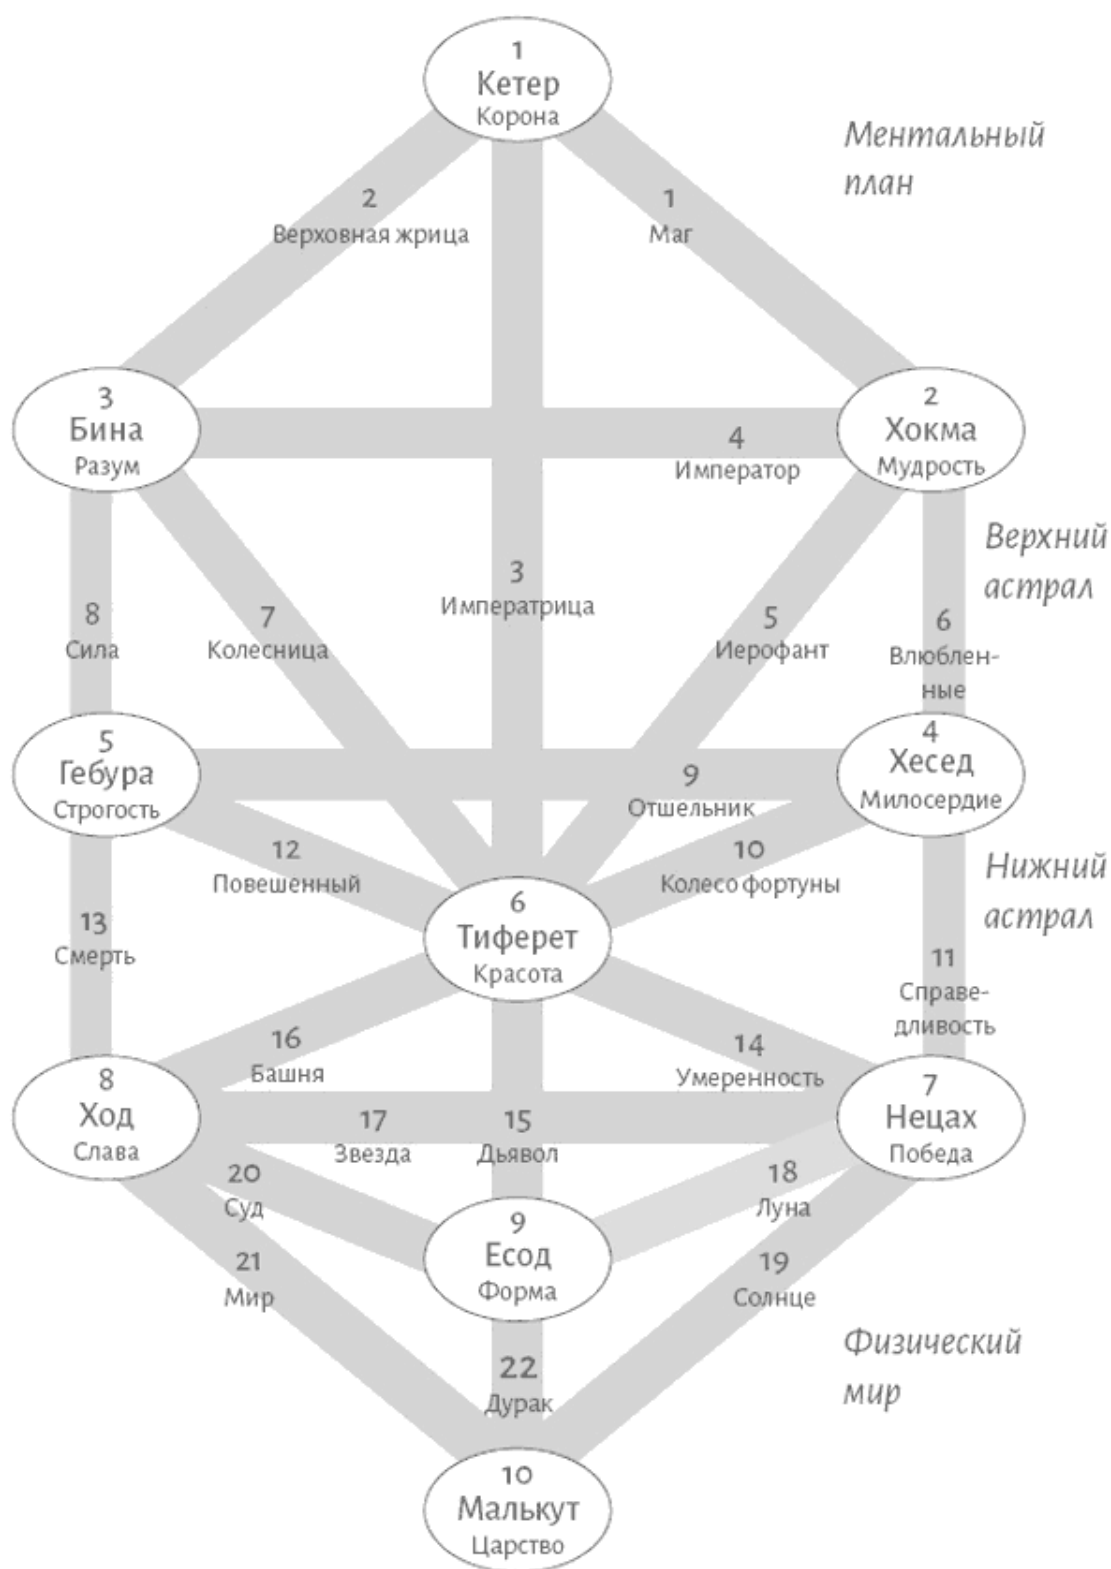 1
Кетер
Корона
Ментальный
план
2
Верховная жрица
1
Маг
3
Бина
Разум
2
Хокма
Мудрость
4
Император
Верхний
астрал
3
Императрица
8
Сила
7
Колесница
5
Иерофант
6
Влюблен-
ные
5
Гебура
Строгость
4
Хесед
Милосердие
9
Отшельник
12
Повешенный
10
Колесо фортуны
Нижний
астрал
6
Тиферет
Красота
13
Смерть
11
Справе-
дливость
16
Башня
14
Умеренность
8
Ход
Слава
7
Нецах
Победа
17
Звезда
15
Дьявол
20
Суд
18
Луна
9
Есод
Форма
21
Мир
19
Солнце
Физический
мир
22
Дурак
10
Малькут
Царство